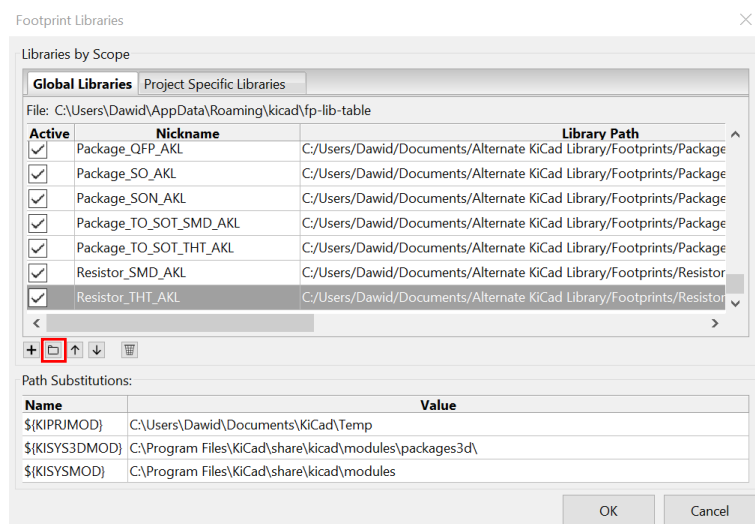 Footprint Libraries
Libraries by Scope
Global Libraries Project Specific Libraries
File: C:\Users\Dawid\AppData\Roaming\kicad\fp-lib-table
Active Nickname Library Path
Package_QFP_AKL C:/Users/Dawid/Documents/Alternate KiCad Library/Footprints/Package
Package_SO_AKL C:/Users/Dawid/Documents/Alternate KiCad Library/Footprints/Package
Package_SON_AKL C:/Users/Dawid/Documents/Alternate KiCad Library/Footprints/Package
Package_TO_SOT_SMD_AKL C:/Users/Dawid/Documents/Alternate KiCad Library/Footprints/Package
Package_TO_SOT_THT_AKL C:/Users/Dawid/Documents/Alternate KiCad Library/Footprints/Package
Resistor_SMD_AKL C:/Users/Dawid/Documents/Alternate KiCad Library/Footprints/Resistor
Resistor_THT_AKL C:/Users/Dawid/Documents/Alternate KiCad Library/Footprints/Resistor
Path Substitutions:
Name Value
${KIPRJMOD} C:\Users\Dawid\Documents\KiCad\Temp
${KISYS3DMOD} C:\Program Files\KiCad\share\kicad\modules\packages3d\
${KISYSMOD} C:\Program Files\KiCad\share\kicad\modules
OK Cancel